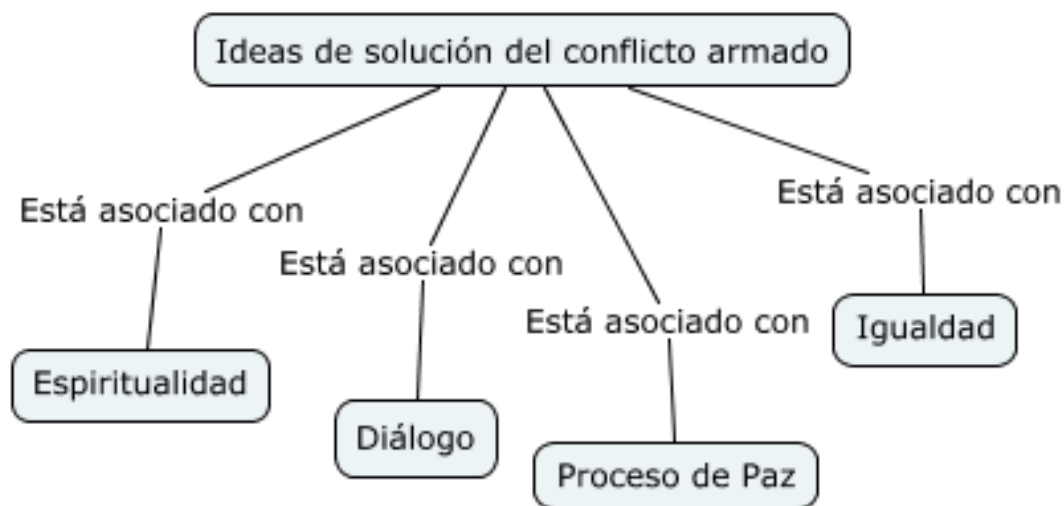 Ideas de solución del conflicto armado
Está asociado con
Está asociado con
Está asociado con
Está asociado con
Espiritualidad
Diálogo
Proceso de Paz
Igualdad